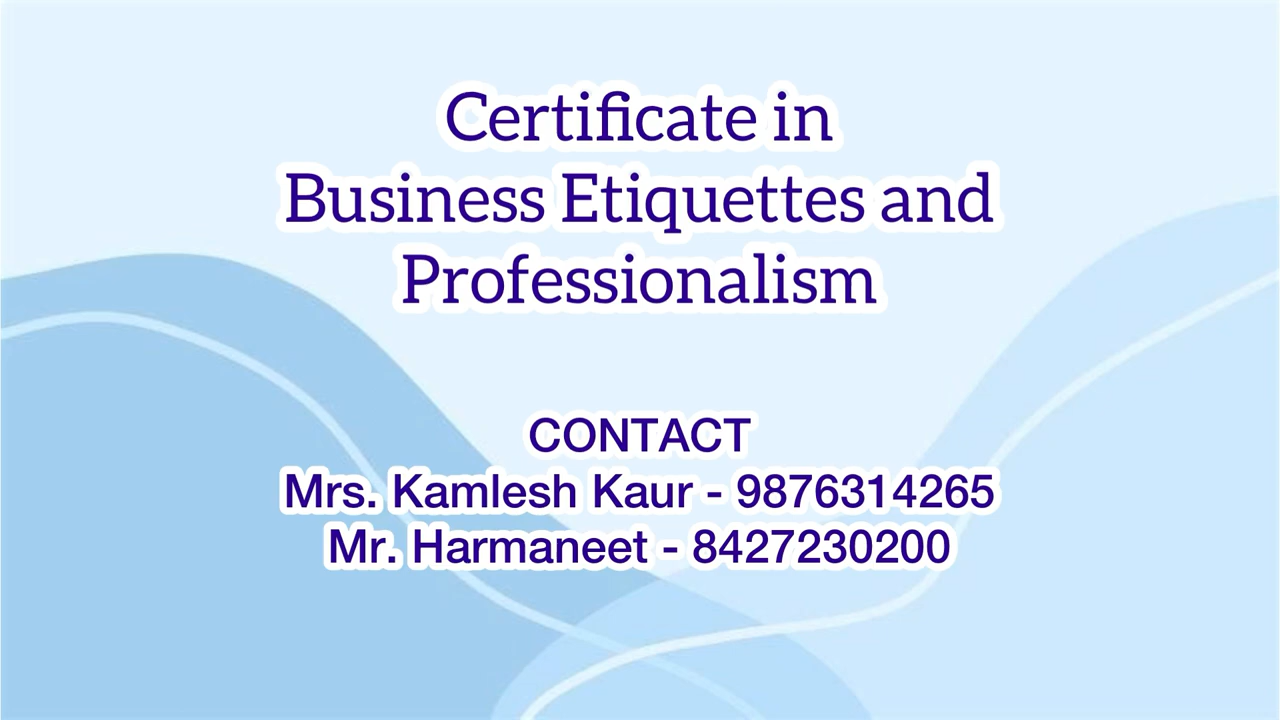 Certificate in
Business Etiquettes and
Professionalism
CONTACT
Mrs. Kamlesh Kaur - 9876314265
Mr. Harmaneet - 8427230200